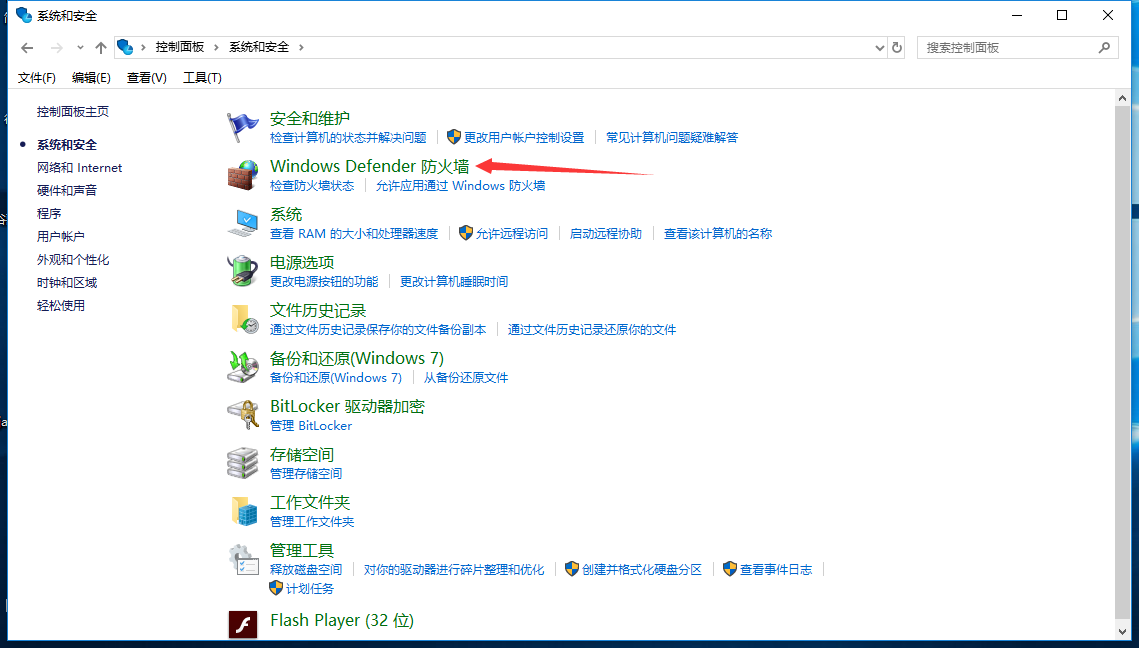 系统和安全
控制面板 系统和安全
搜索控制面板
文件(F) 编辑(E) 查看(V) 工具(T)
控制面板主页
系统和安全
网络和 Internet
硬件和声音
程序
用户帐户
外观和个性化
时钟和区域
轻松使用
安全和维护
检查计算机的状态并解决问题 更改用户帐户控制设置 常见计算机问题疑难解答
Windows Defender 防火墙
检查防火墙状态 允许应用通过 Windows 防火墙
系统
查看 RAM 的大小和处理器速度 允许远程访问 启动远程协助 查看该计算机的名称
电源选项
更改电源按钮的功能 更改计算机睡眠时间
文件历史记录
通过文件历史记录保存你的文件备份副本 通过文件历史记录还原你的文件
备份和还原(Windows 7)
备份和还原(Windows 7) 从备份还原文件
BitLocker 驱动器加密
管理 BitLocker
存储空间
管理存储空间
工作文件夹
管理工作文件夹
管理工具
释放磁盘空间 对你的驱动器进行碎片整理和优化 创建并格式化硬盘分区 查看事件日志
计划任务
Flash Player (32 位)